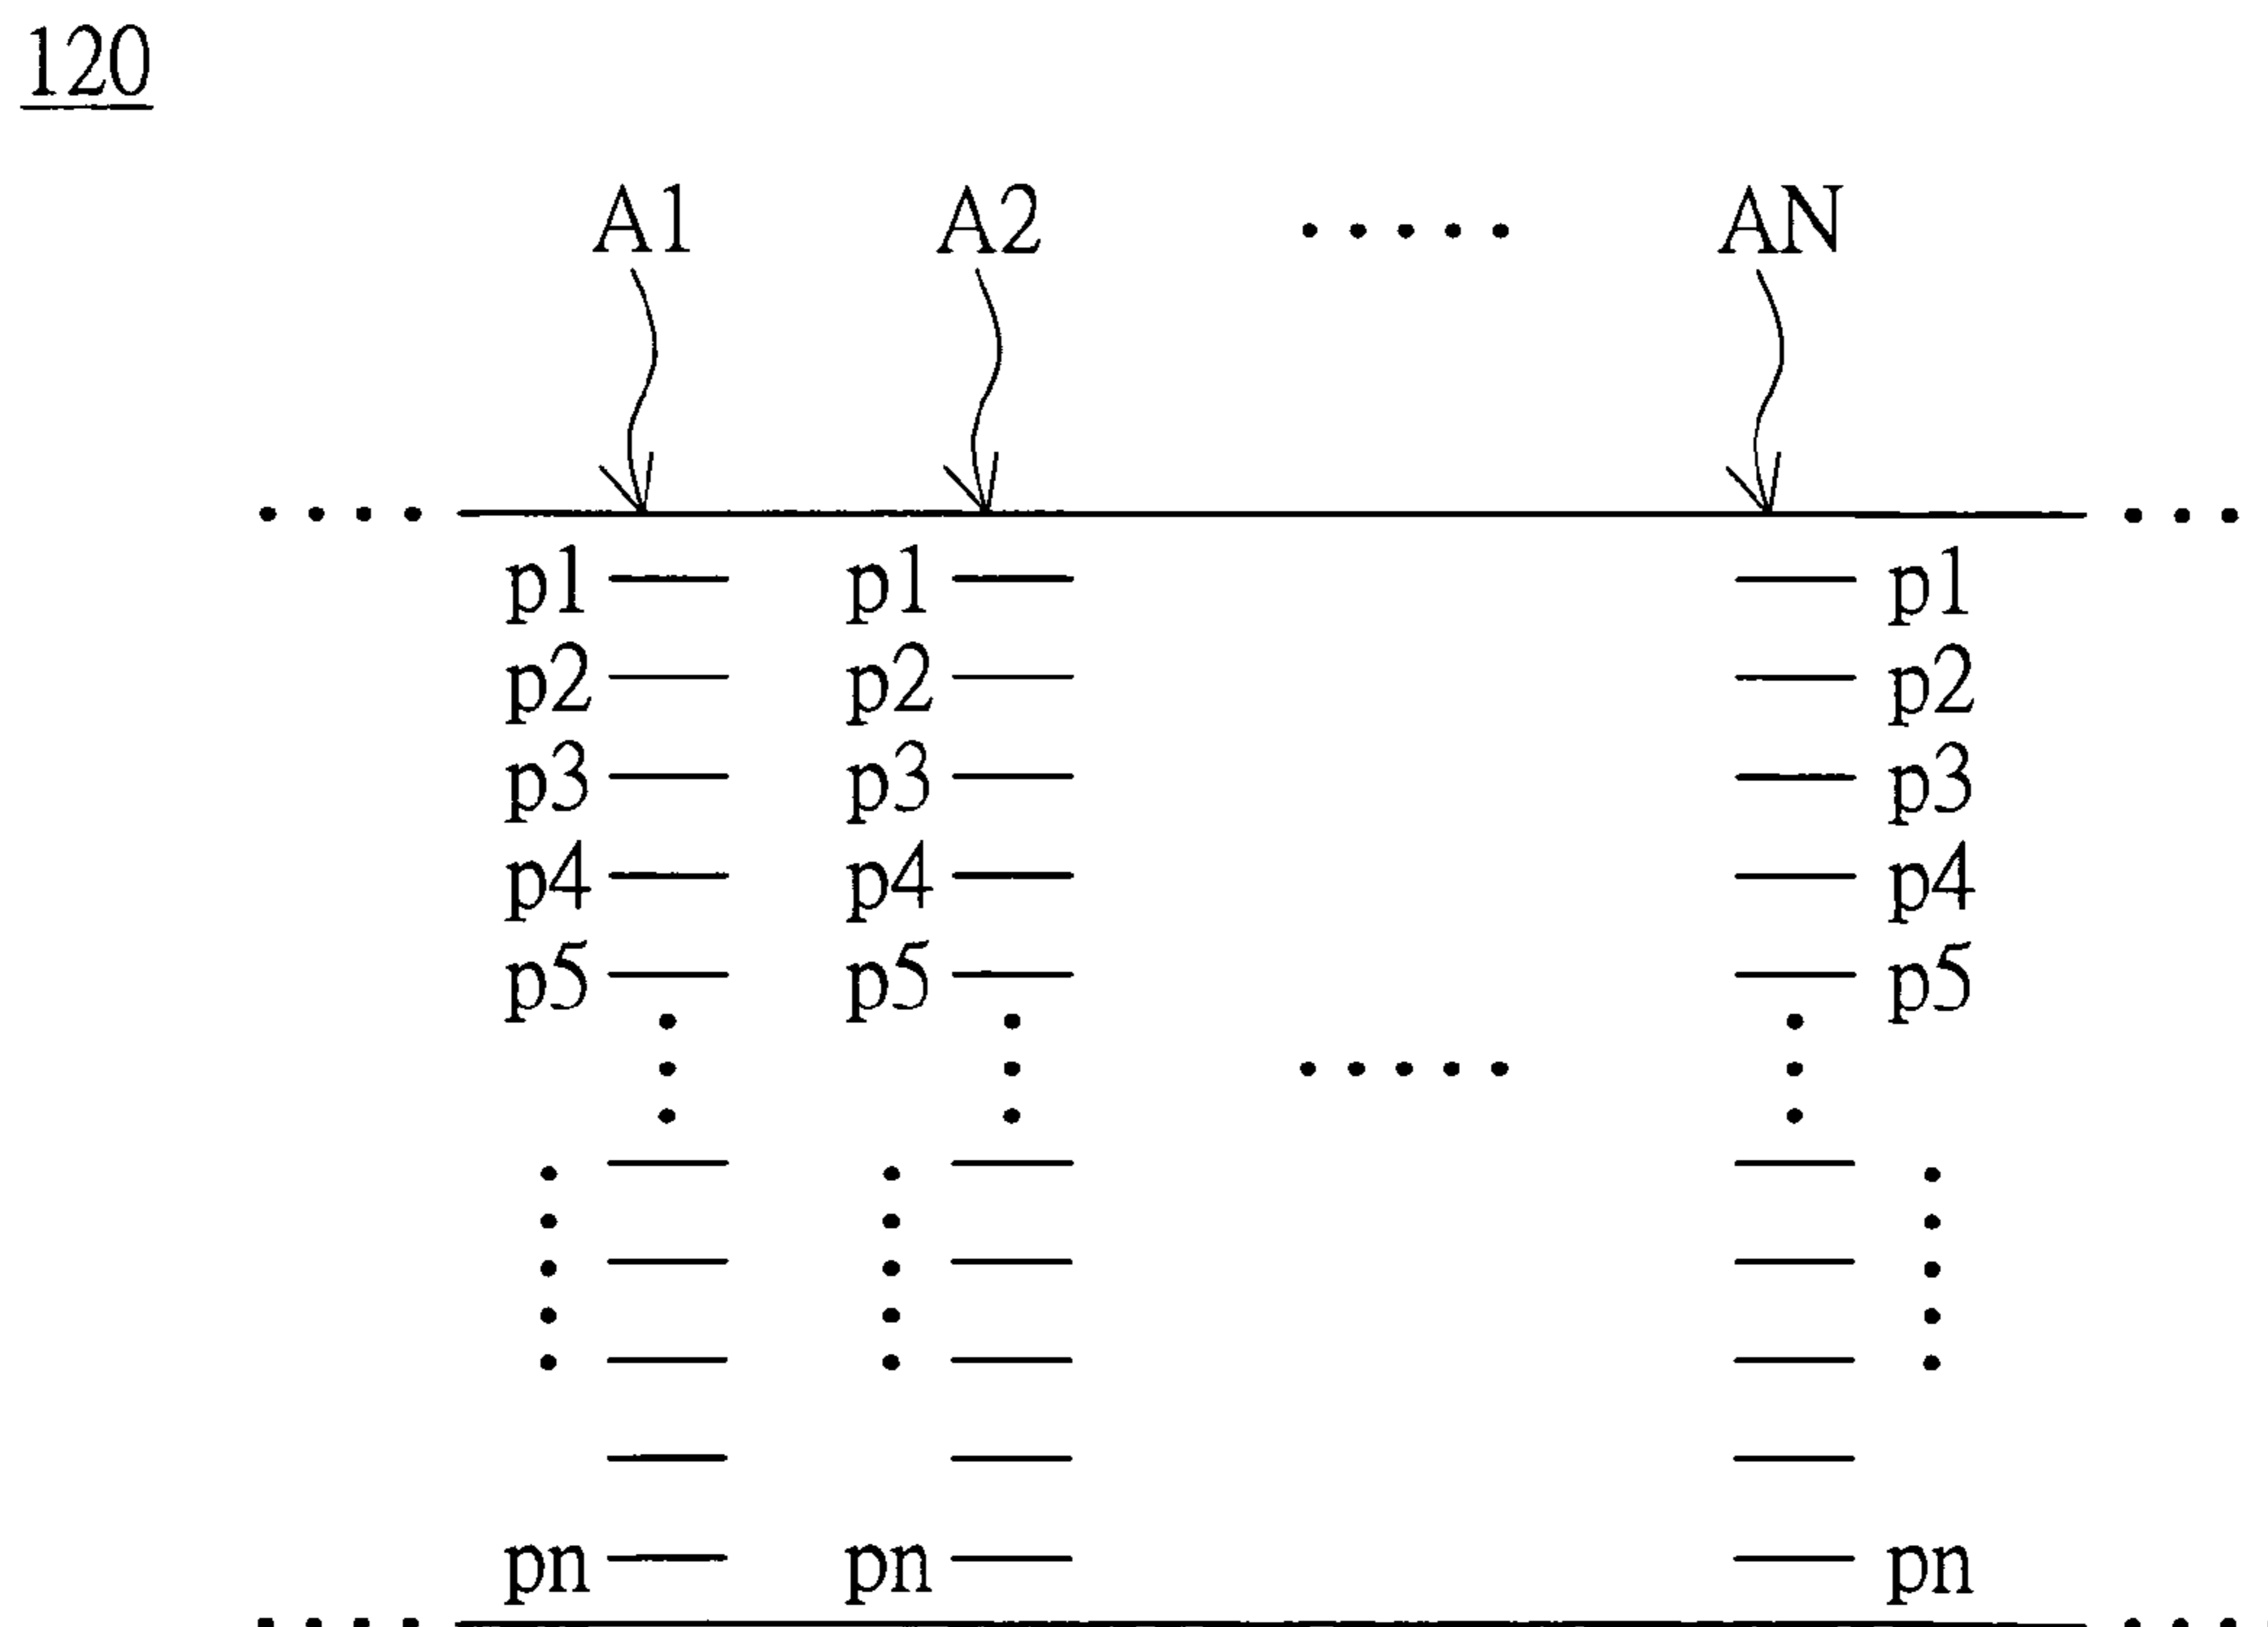 120
A1 A2 ..... AN
p1 p1 p1
p2 p2 p2
p3 p3 p3
p4 p4 p4
p5 p5 p5
pn pn pn